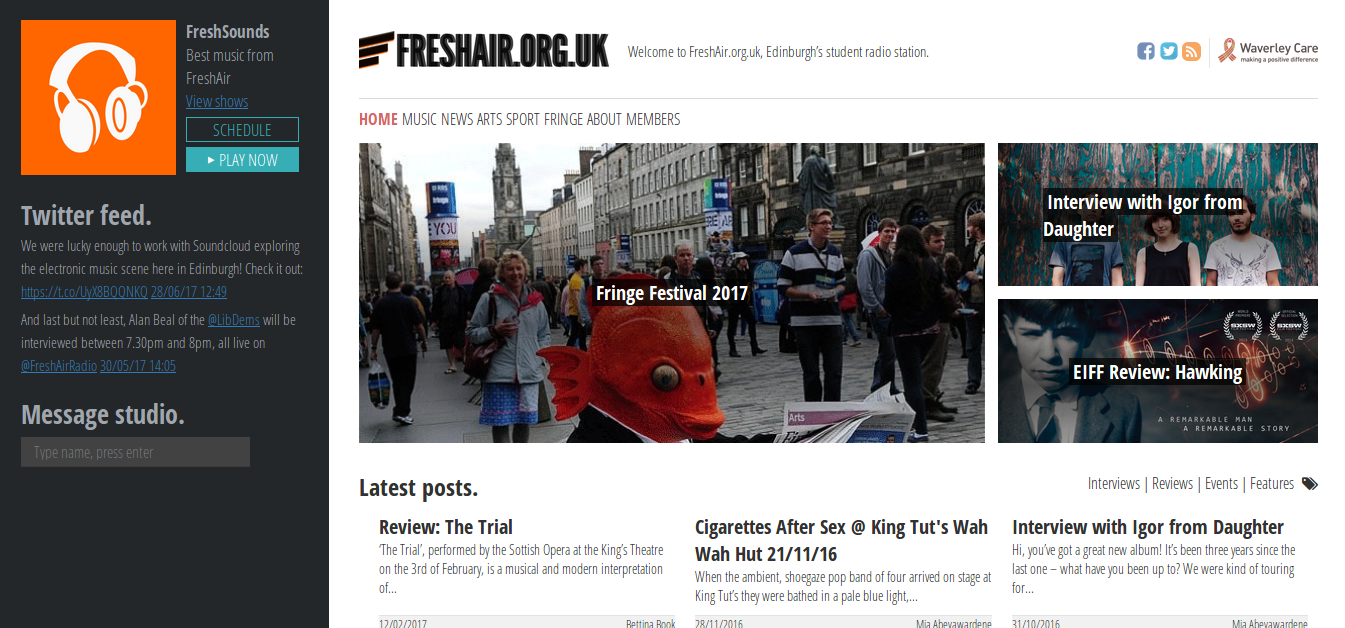 FreshSounds
Best music from
FreshAir
View shows
SCHEDULE
PLAY NOW
Twitter feed.
We were lucky enough to work with Soundcloud exploring
the electronic music scene here in Edinburgh! Check it out:
https://t.co/UyX8BQQNKQ 28/06/17 12:49
And last but not least, Alan Beal of the @LibDems will be
interviewed between 7.30pm and 8pm, all live on
@FreshAirRadio 30/05/17 14:05
Message studio.
Type name, press enter
FRESHAIR.ORG.UK
Welcome to FreshAir.org.uk, Edinburgh's student radio station.
Waverley Care
making a positive difference
HOME MUSIC NEWS ARTS SPORT FRINGE ABOUT MEMBERS
YOU
Arts
Fringe Festival 2017
Interview with Igor from
Daughter
SXSW SXSW
EIFF Review: Hawking
A REMARKABLE MAN
A REMARKABLE STORY
Latest posts.
Interviews | Reviews | Events | Features
Review: The Trial
‘The Trial’, performed by the Sottish Opera at the King’s Theatre
on the 3rd of February, is a musical and modern interpretation
of...
12/02/2017 Bettina Book
Cigarettes After Sex @ King Tut's Wah
Wah Hut 21/11/16
When the ambient, shoegaze pop band of four arrived on stage at
King Tut’s they were bathed in a pale blue light,...
28/11/2016 Mia Abeyawardene
Interview with Igor from Daughter
Hi, you’ve got a great new album! It’s been three years since the
last one – what have you been up to? We were kind of touring
for...
31/10/2016 Mia Abeyawardene